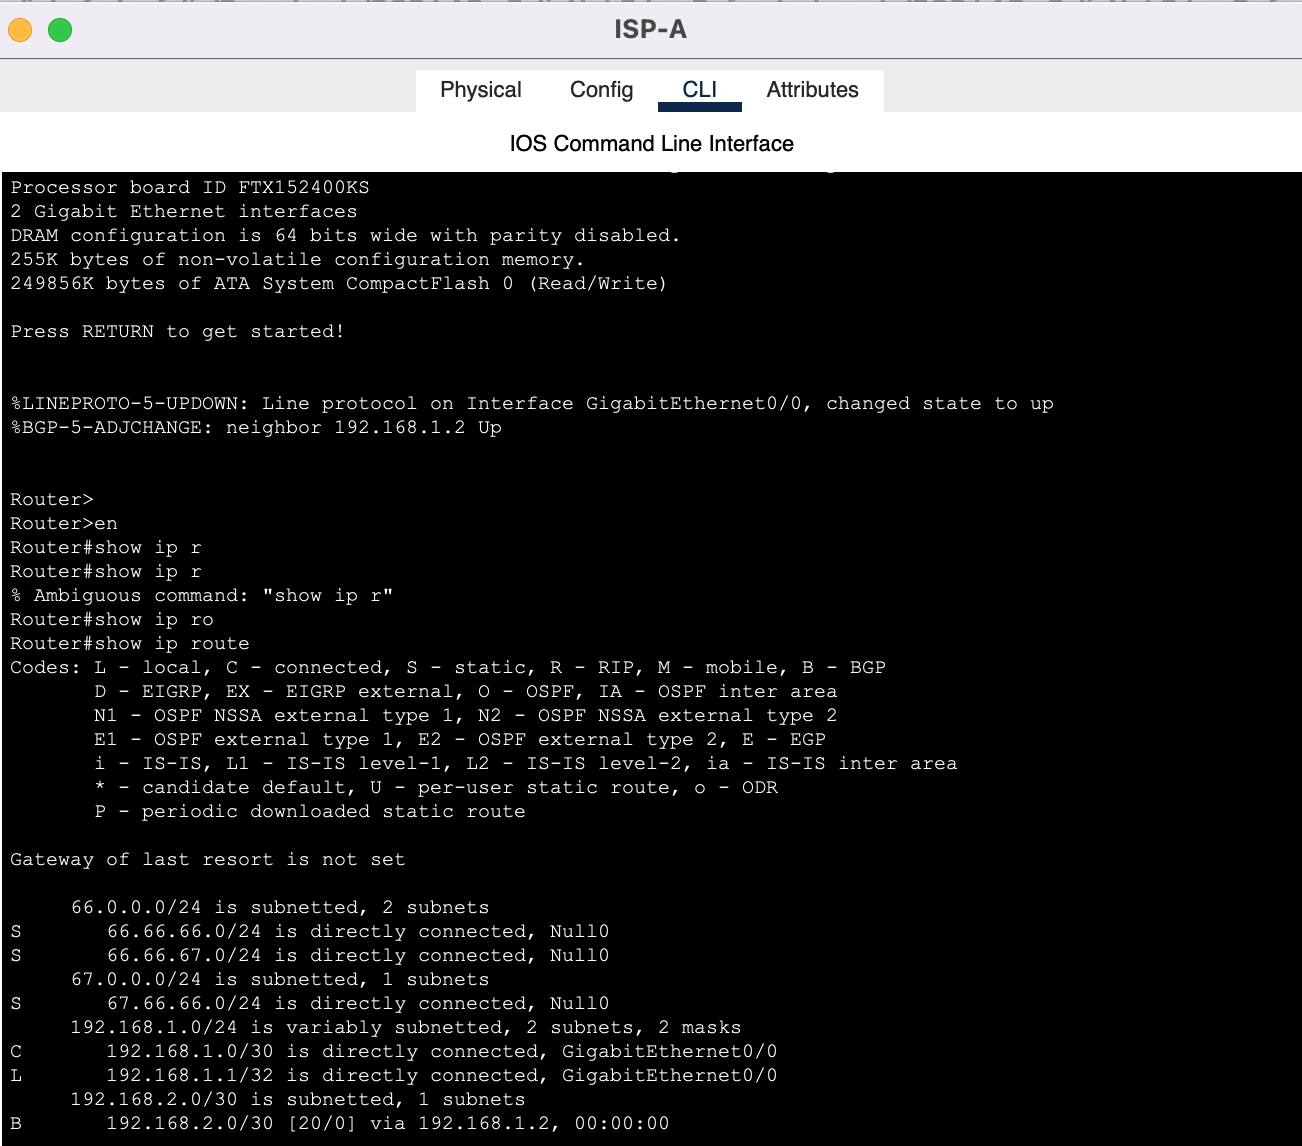 ISP-A
Physical Config CLI Attributes
IOS Command Line Interface
Processor board ID FTX152400KS
2 Gigabit Ethernet interfaces
DRAM configuration is 64 bits wide with parity disabled.
255K bytes of non-volatile configuration memory.
249856K bytes of ATA System CompactFlash 0 (Read/Write)
Press RETURN to get started!
%LINEPROTO-5-UPDOWN: Line protocol on Interface GigabitEthernet0/0, changed state to up
%BGP-5-ADJCHANGE: neighbor 192.168.1.2 Up
Router>
Router>en
Router#show ip r
Router#show ip r
% Ambiguous command: "show ip r"
Router#show ip ro
Router#show ip route
Codes: L - local, C - connected, S - static, R - RIP, M - mobile, B - BGP
D - EIGRP, EX - EIGRP external, O - OSPF, IA - OSPF inter area
N1 - OSPF NSSA external type 1, N2 - OSPF NSSA external type 2
E1 - OSPF external type 1, E2 - OSPF external type 2, E - EGP
i - IS-IS, L1 - IS-IS level-1, L2 - IS-IS level-2, ia - IS-IS inter area
* - candidate default, U - per-user static route, o - ODR
P - periodic downloaded static route
Gateway of last resort is not set
66.0.0.0/24 is subnetted, 2 subnets
S 66.66.66.0/24 is directly connected, Null0
S 66.66.67.0/24 is directly connected, Null0
67.0.0.0/24 is subnetted, 1 subnets
S 67.66.66.0/24 is directly connected, Null0
192.168.1.0/24 is variably subnetted, 2 subnets, 2 masks
C 192.168.1.0/30 is directly connected, GigabitEthernet0/0
L 192.168.1.1/32 is directly connected, GigabitEthernet0/0
192.168.2.0/30 is subnetted, 1 subnets
B 192.168.2.0/30 [20/0] via 192.168.1.2, 00:00:00